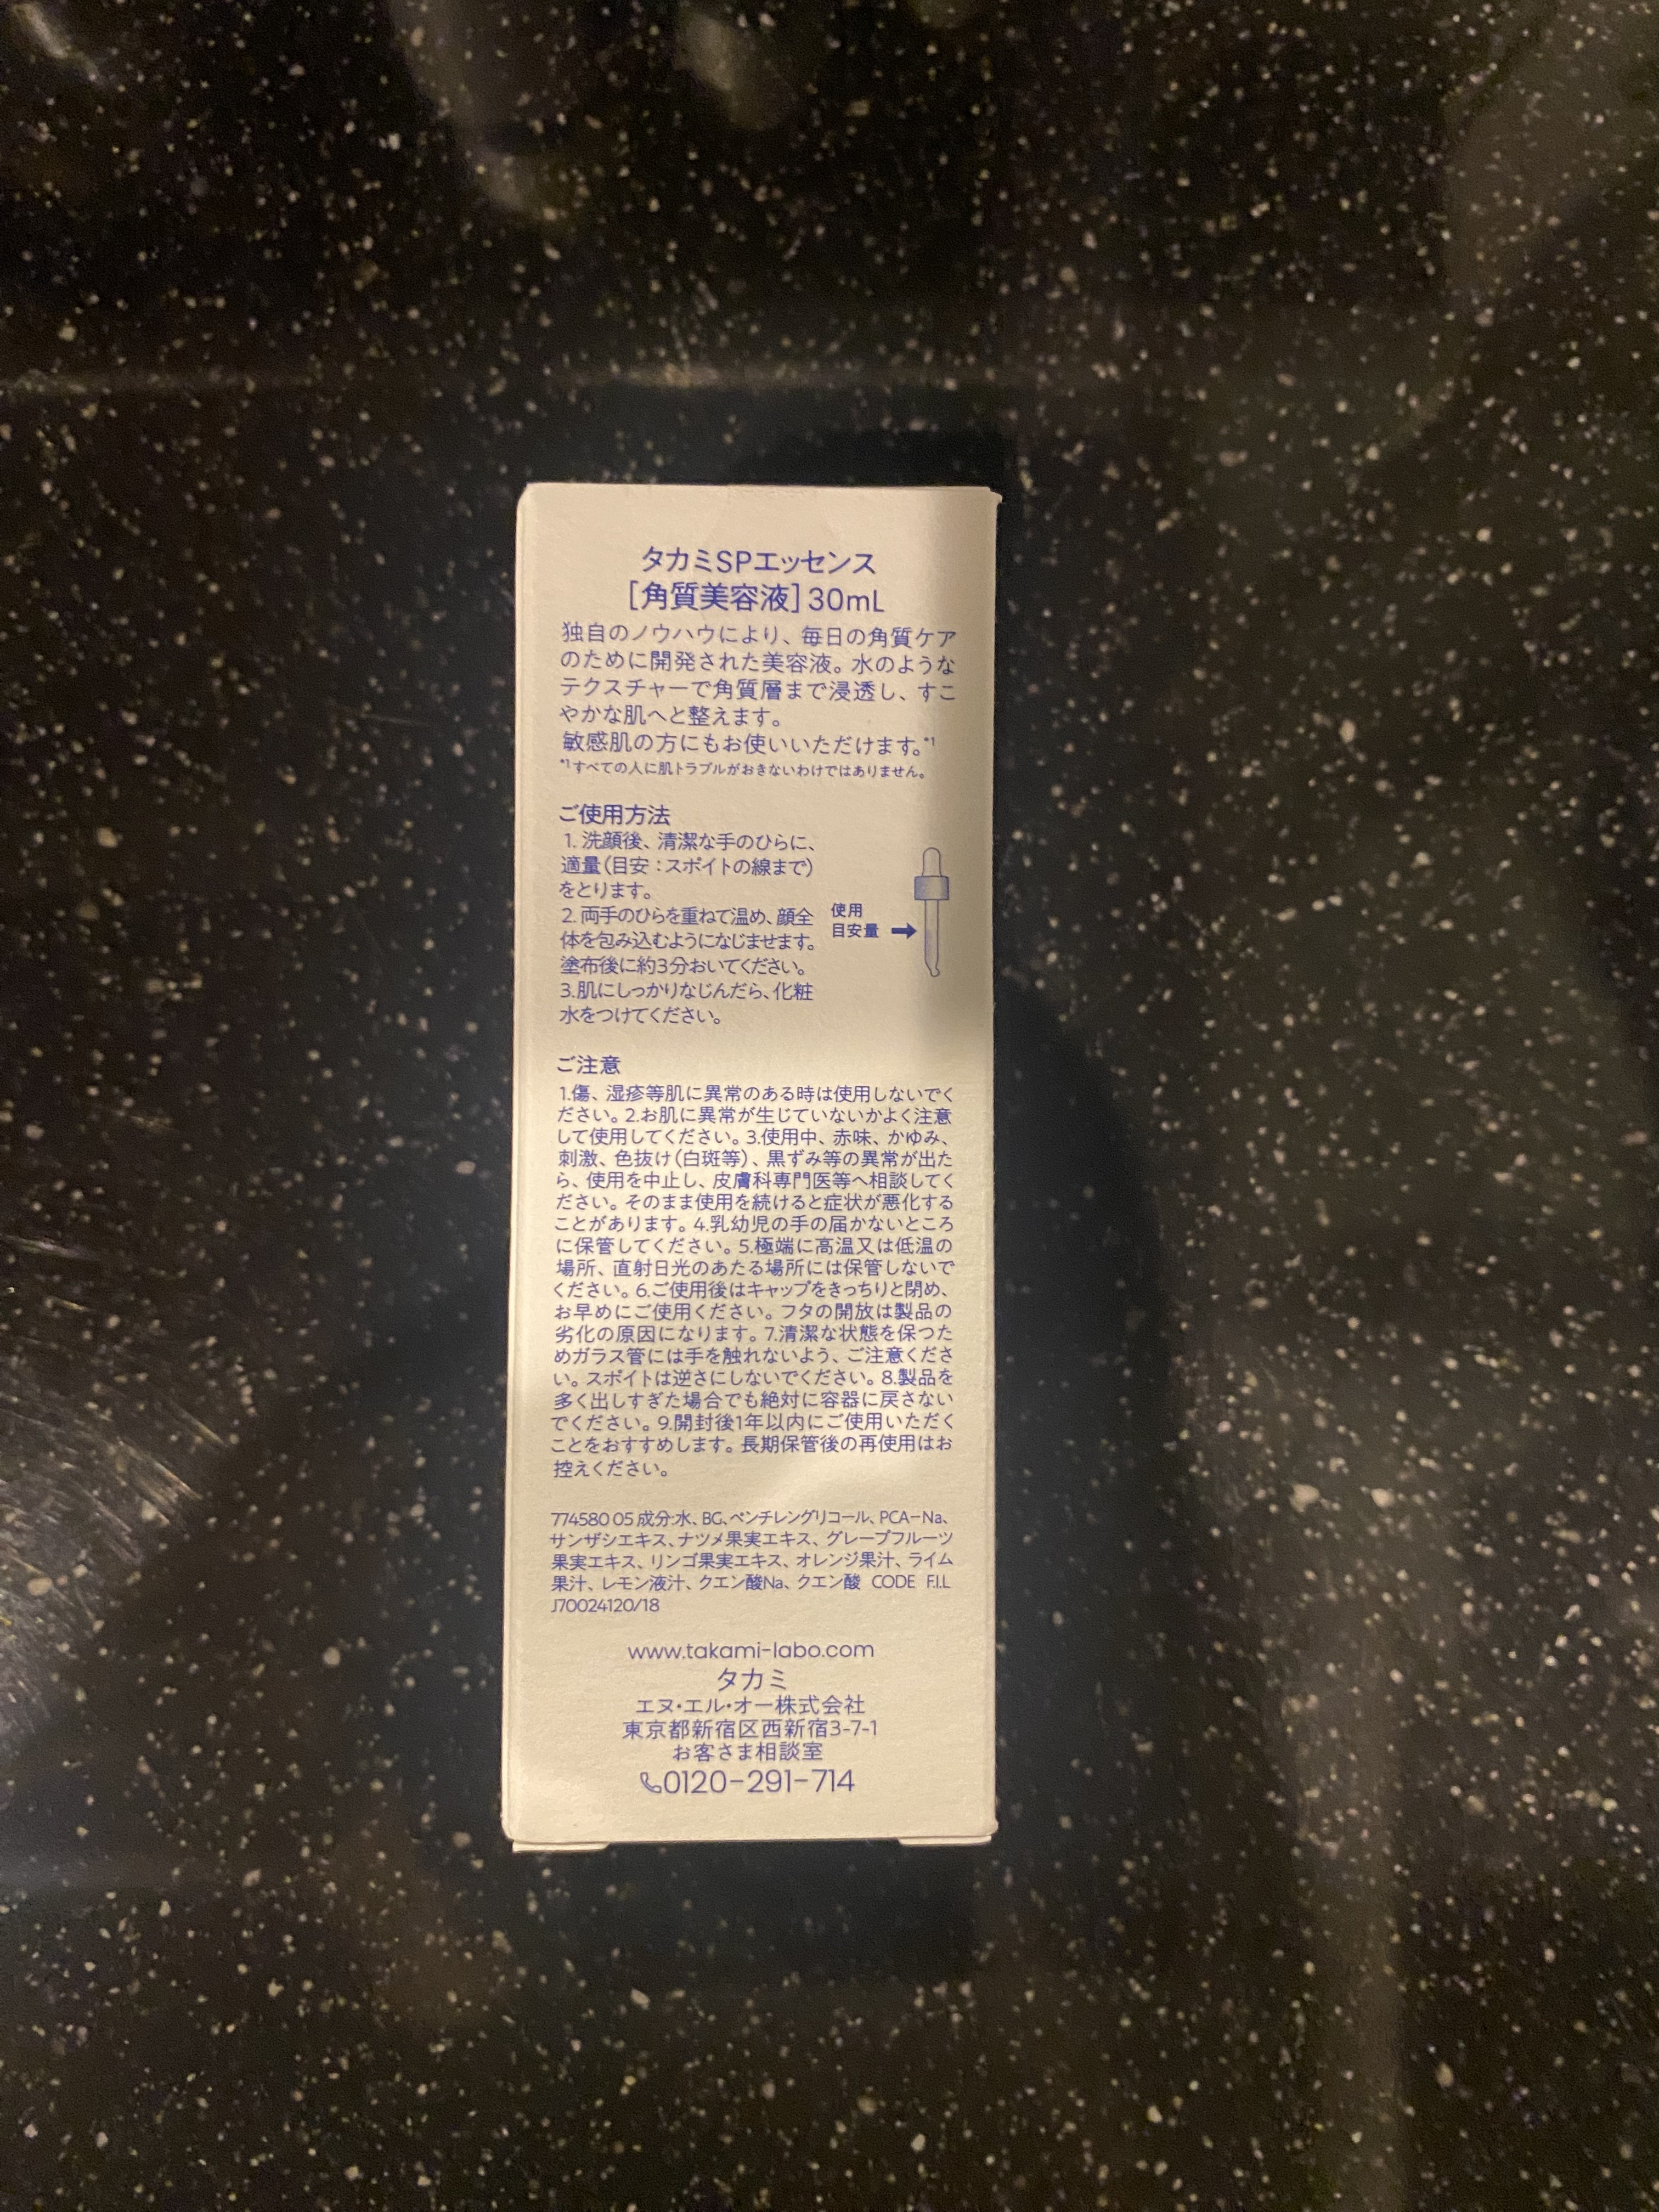 タカミSPエッセンス
[角質美容液] 30mL
独自のノウハウにより、毎日の角質ケア
のために開発された美容液。水のような
テクスチャーで角質層まで浸透し、すこ
やかな肌へと整えます。
敏感肌の方にもお使いいただけます。*1
*1すべての人に肌トラブルがおきないわけではありません。
ご使用方法
1. 洗顔後、清潔な手のひらに、
適量(目安:スポイトの線まで)
をとります。
2. 両手のひらを重ねて温め、顔全
体を包み込むようになじませます。
塗布後に約3分おいてください。
3.肌にしっかりなじんだら、化粧
水をつけてください。
使用
目安量
ご注意
1.傷、湿疹等肌に異常のある時は使用しないでく
ださい。2.お肌に異常が生じていないかよく注意
して使用してください。3.使用中、赤味、かゆみ、
刺激、色抜け(白斑等)、黒ずみ等の異常が出た
ら、使用を中止し、皮膚科専門医等へ相談してく
ださい。そのまま使用を続けると症状が悪化する
ことがあります。4.乳幼児の手の届かないところ
に保管してください。5.極端に高温又は低温の
場所、直射日光のあたる場所には保管しないで
ください。6.ご使用後はキャップをきっちりと閉め、
お早めにご使用ください。フタの開放は製品の
劣化の原因になります。7.清潔な状態を保つた
めガラス管には手を触れないよう、ご注意くださ
い。スポイトは逆さにしないでください。8.製品を
多く出しすぎた場合でも絶対に容器に戻さない
でください。9.開封後1年以内にご使用いただく
ことをおすすめします。長期保管後の再使用はお
控えください。
774580 05 成分:水、BG、ペンチレングリコール、PCA-Na、
サンザシエキス、ナツメ果実エキス、グレープフルーツ
果実エキス、リンゴ果実エキス、オレンジ果汁、ライム
果汁、レモン液汁、クエン酸Na、クエン酸 CODE F.I.L
J70024120/18
www.takami-labo.com
タカミ
エヌ・エル・オー株式会社
東京都新宿区西新宿3-7-1
お客さま相談室
0120-291-714